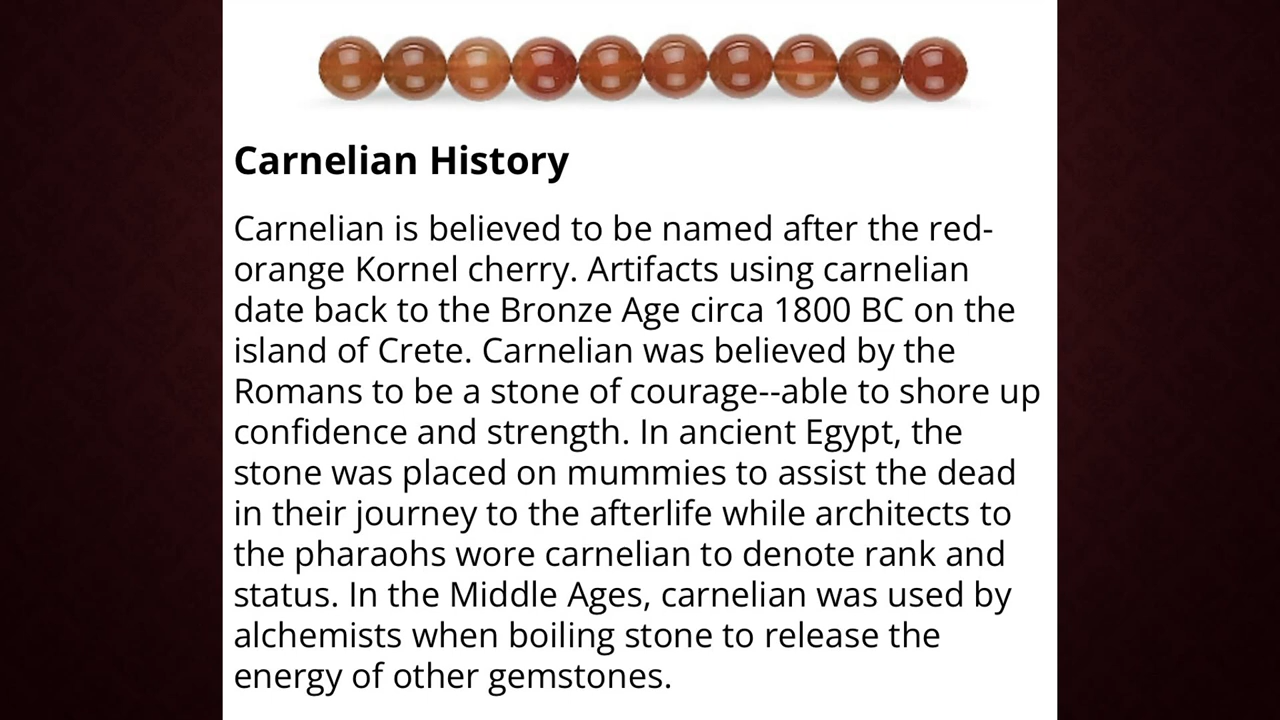 Carnelian History
Carnelian is believed to be named after the red-
orange Kornel cherry. Artifacts using carnelian
date back to the Bronze Age circa 1800 BC on the
island of Crete. Carnelian was believed by the
Romans to be a stone of courage--able to shore up
confidence and strength. In ancient Egypt, the
stone was placed on mummies to assist the dead
in their journey to the afterlife while architects to
the pharaohs wore carnelian to denote rank and
status. In the Middle Ages, carnelian was used by
alchemists when boiling stone to release the
energy of other gemstones.